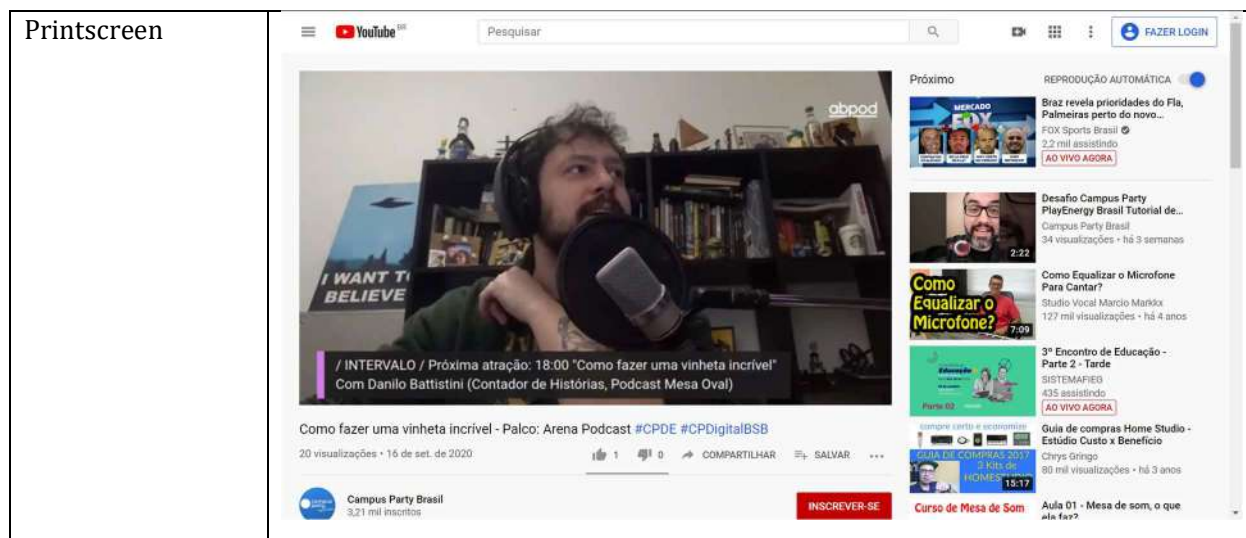 Printscreen
YouTube BR
Pesquisar
FAZER LOGIN
abpod
I WANT TO
BELIEVE
/ INTERVALO / Próxima atração: 18:00 "Como fazer uma vinheta incrível"
Com Danilo Battistini (Contador de Histórias, Podcast Mesa Oval)
Como fazer uma vinheta incrível - Palco: Arena Podcast #CPDE #CPDigitalBSB
20 visualizações • 16 de set. de 2020
1
0
COMPARTILHAR
SALVAR
Campus Party Brasil
3,21 mil inscritos
INSCREVER-SE
Próximo
REPRODUÇÃO AUTOMÁTICA
MERCADO
FOX
Braz revela prioridades do Fla,
Palmeiras perto do novo...
FOX Sports Brasil
2,2 mil assistindo
AO VIVO AGORA
2:22
Desafio Campus Party
PlayEnergy Brasil Tutorial de...
Campus Party Brasil
34 visualizações • há 3 semanas
Como
Equalizar o
Microfone?
7:09
Como Equalizar o Microfone
Para Cantar?
Studio Vocal Marcio Markkx
127 mil visualizações • há 4 anos
Educação
Parte 02
3º Encontro de Educação -
Parte 2 - Tarde
SISTEMAFIEG
435 assistindo
AO VIVO AGORA
compre certo e economize
GUIA DE COMPRAS 2017
3 Kits de
HOMESTUDIO
15:17
Guia de compras Home Studio -
Estúdio Custo x Benefício
Chrys Gringo
80 mil visualizações • há 3 anos
Curso de Mesa de Som
Aula 01 - Mesa de som, o que
ela faz?